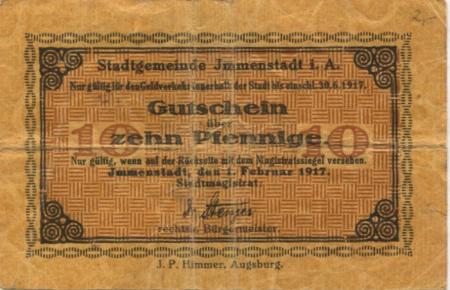 Stadtgemeinde Jmmenstadt i. A.
Nur gültig für den Geldverkehr innerhalb der Stadt bis einschl. 30.6.1917.
Gutschein
über
10 zehn Pfennige. 10
Nur gültig, wenn auf der Rückseite mit dem Magistratssiegel versehen.
Jmmenstadt, den 1. Februar 1917.
Stadtmagistrat:
rechtsk. Bürgermeister.
J. P. Himmer, Augsburg.